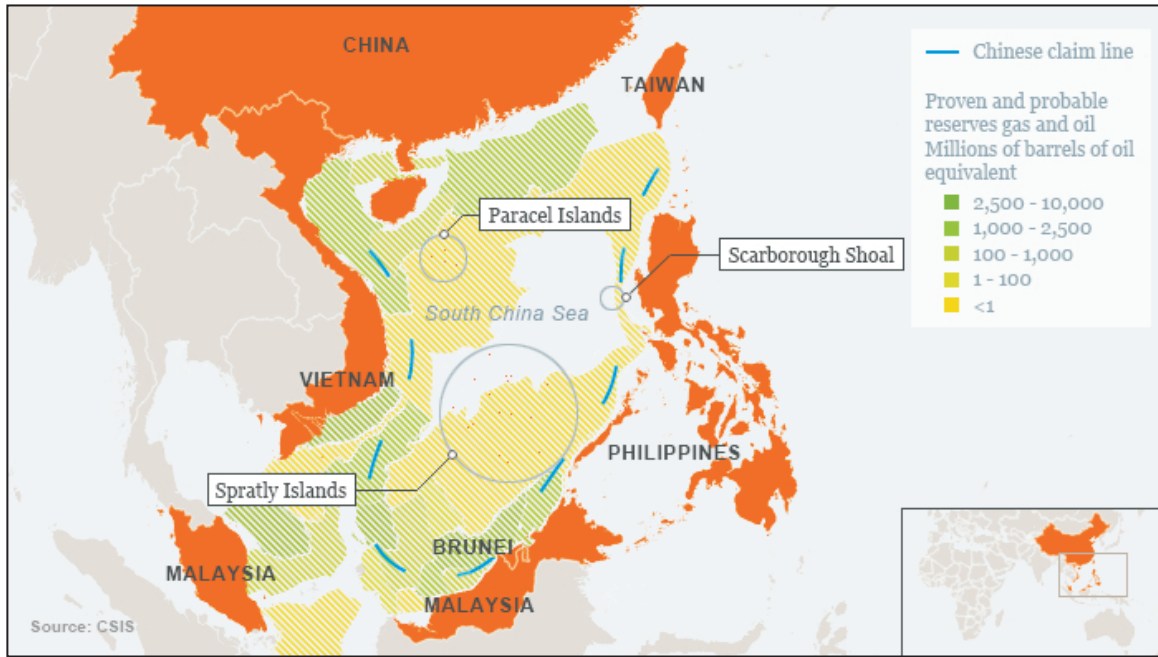 CHINA
TAIWAN
Chinese claim line
Proven and probable
reserves gas and oil
Millions of barrels of oil
equivalent
2,500 - 10,000
1,000 - 2,500
100 - 1,000
1 - 100
<1
Paracel Islands
Scarborough Shoal
South China Sea
VIETNAM
PHILIPPINES
Spratly Islands
BRUNEI
MALAYSIA
MALAYSIA
Source: CSIS